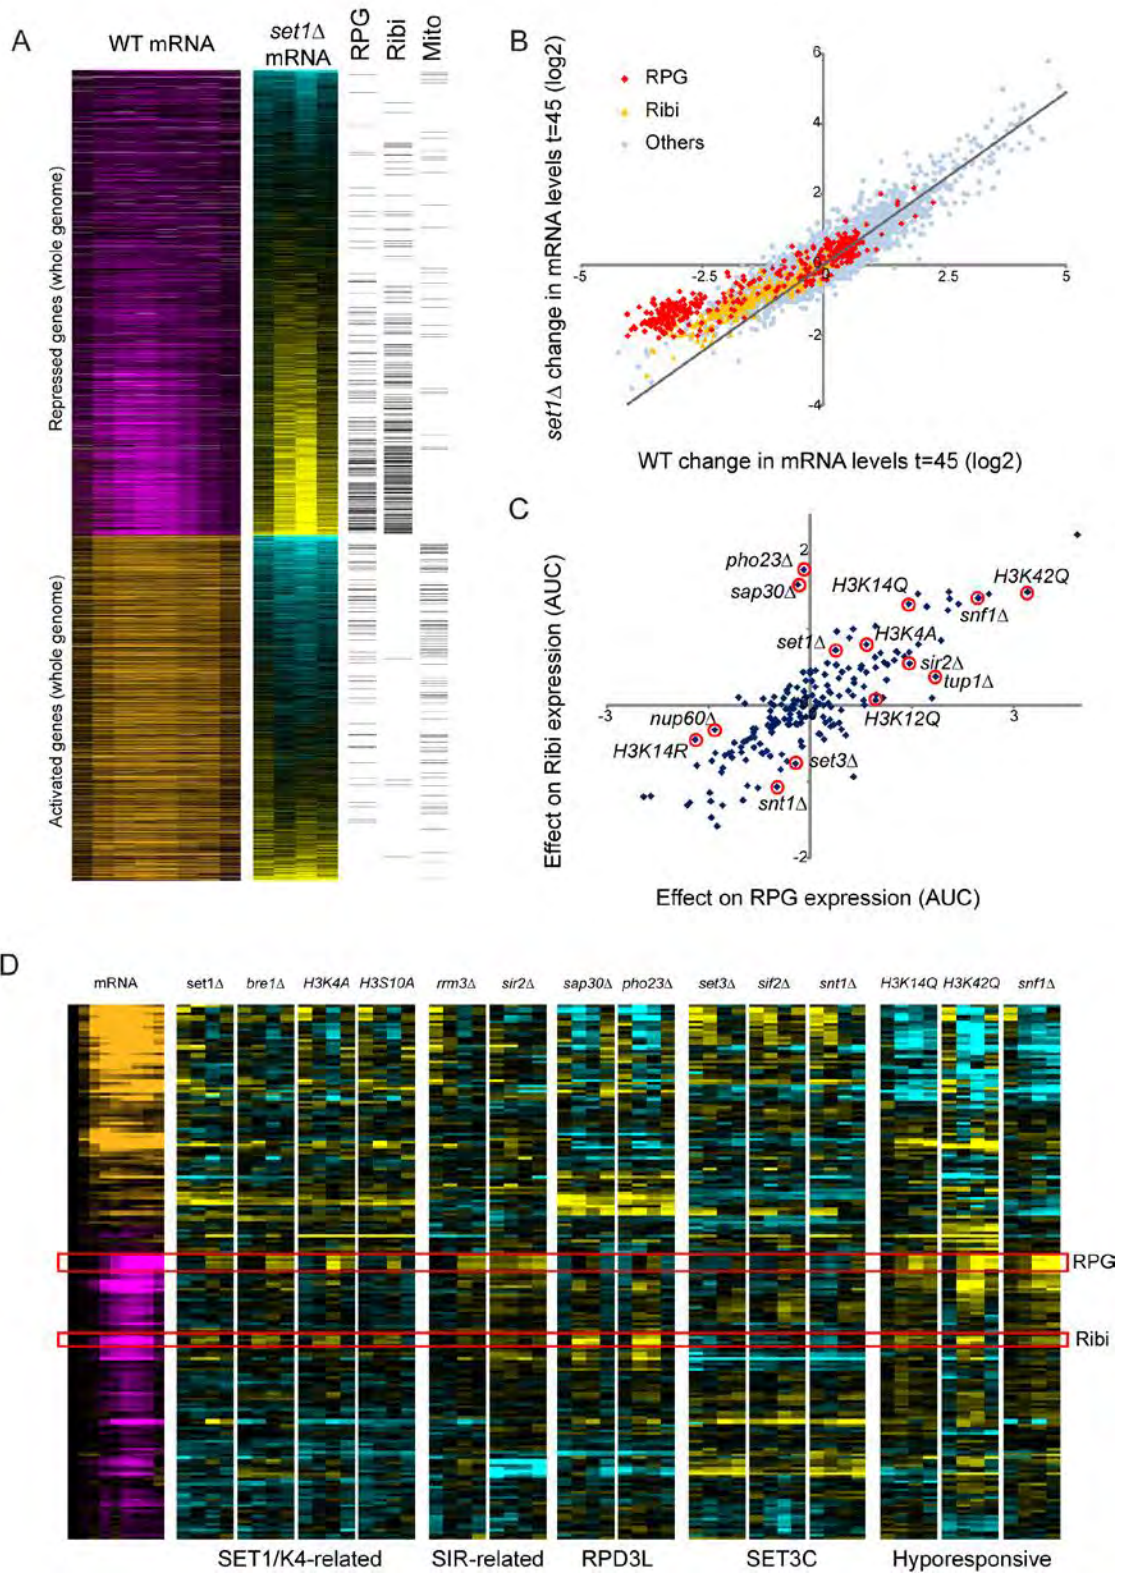 A
WT mRNA
set1Δ
mRNA
RPG
Ribi
Mito
Repressed genes (whole genome)
Activated genes (whole genome)
B
RPG
Ribi
Others
6
4
2
0
0
-2
-4
-5
-2.5
2.5
5
set1Δ change in mRNA levels t=45 (log2)
WT change in mRNA levels t=45 (log2)
C
2
-2
-3
3
pho23Δ
sap30Δ
H3K14Q
H3K42Q
snf1Δ
set1Δ
H3K4A
sir2Δ
tup1Δ
H3K12Q
nup60Δ
H3K14R
set3Δ
snt1Δ
Effect on Ribi expression (AUC)
Effect on RPG expression (AUC)
D
mRNA
set1Δ
bre1Δ
H3K4A
H3S10A
rrm3Δ
sir2Δ
sap30Δ
pho23Δ
set3Δ
sif2Δ
snt1Δ
H3K14Q
H3K42Q
snf1Δ
RPG
Ribi
SET1/K4-related
SIR-related
RPD3L
SET3C
Hyporesponsive